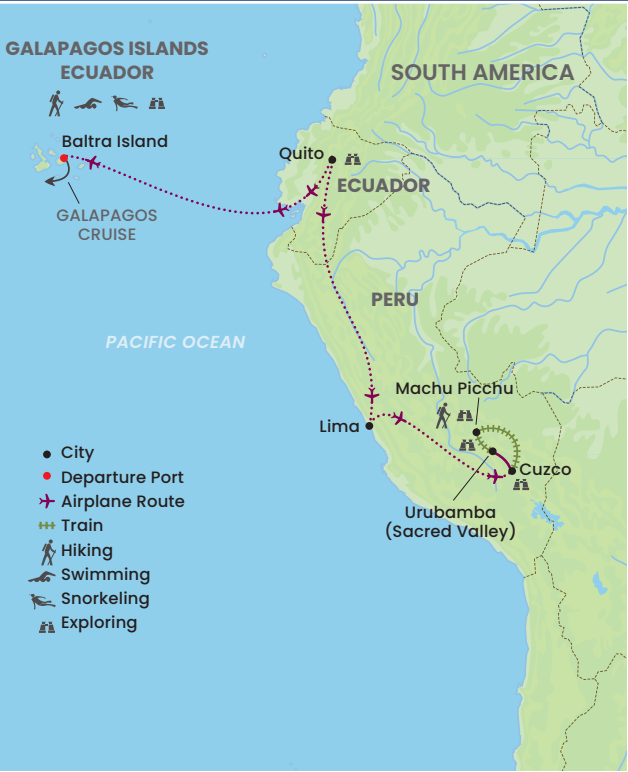 GALAPAGOS ISLANDS
ECUADOR
SOUTH AMERICA
Baltra Island
Quito
ECUADOR
GALAPAGOS
CRUISE
PERU
PACIFIC OCEAN
Machu Picchu
Lima
Cuzco
Urubamba
(Sacred Valley)
City
Departure Port
Airplane Route
Train
Hiking
Swimming
Snorkeling
Exploring